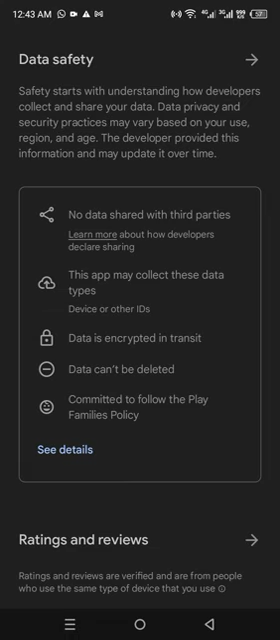 12:43 AM
4G 3G 999 50
Data safety
Safety starts with understanding how developers
collect and share your data. Data privacy and
security practices may vary based on your use,
region, and age. The developer provided this
information and may update it over time.
No data shared with third parties
Learn more about how developers
declare sharing
This app may collect these data
types
Device or other IDs
Data is encrypted in transit
Data can't be deleted
Committed to follow the Play
Families Policy
See details
Ratings and reviews
Ratings and reviews are verified and are from people
who use the same type of device that you use